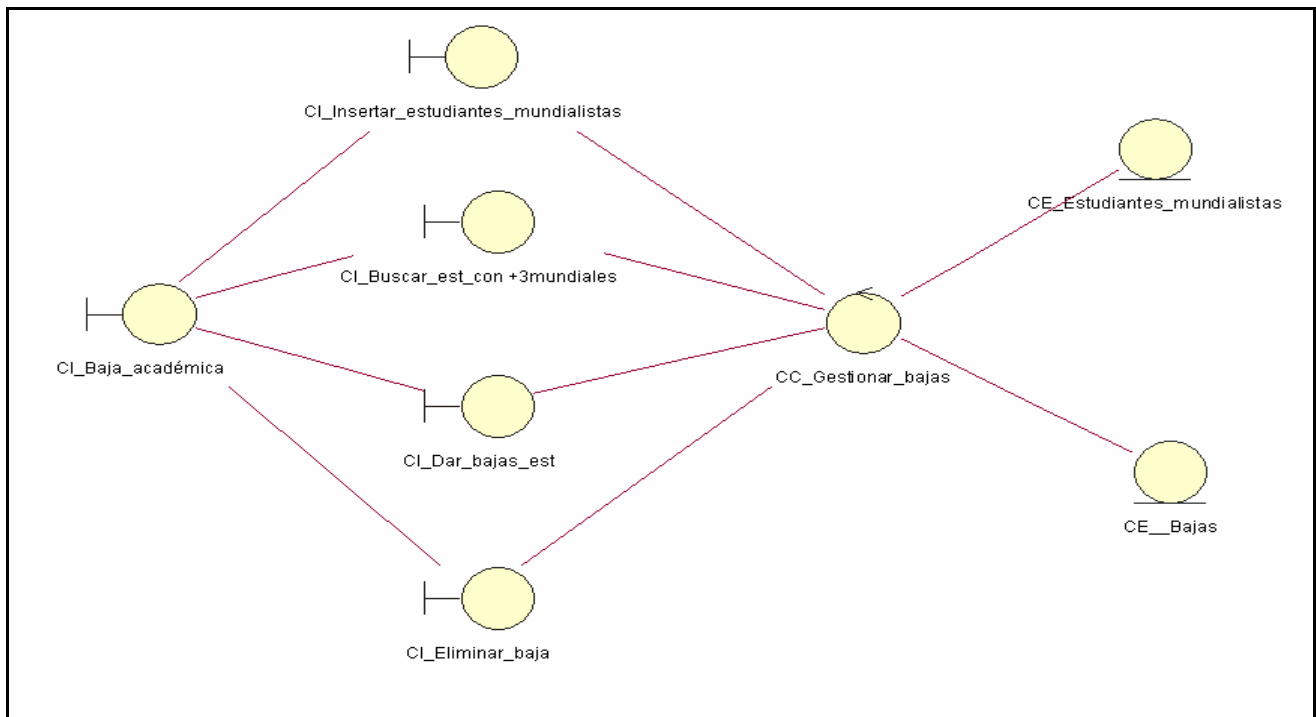 CI_Insertar_estudiantes_mundialistas
CE_Estudiantes_mundialistas
CI_Buscar_est_con +3mundiales
CI_Baja_académica
CC_Gestionar_bajas
CI_Dar_bajas_est
CE__Bajas
CI_Eliminar_baja